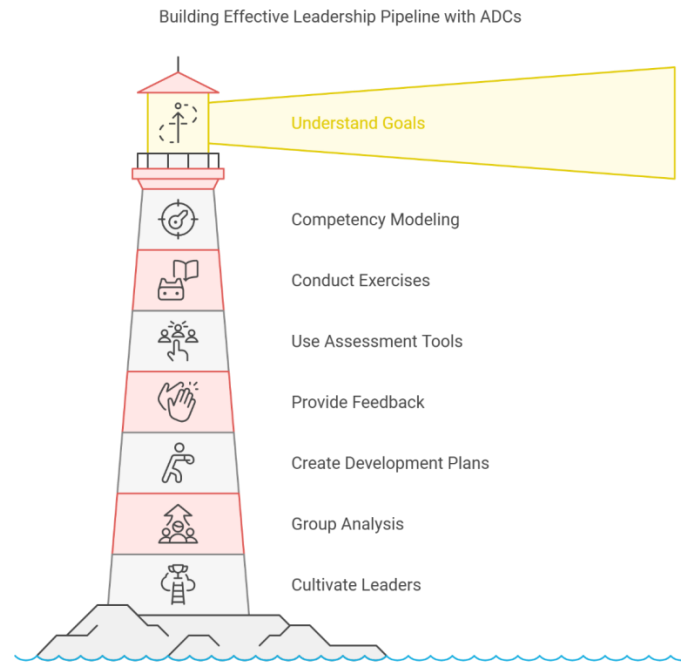 Building Effective Leadership Pipeline with ADCs
Understand Goals
Competency Modeling
Conduct Exercises
Use Assessment Tools
Provide Feedback
Create Development Plans
Group Analysis
Cultivate Leaders